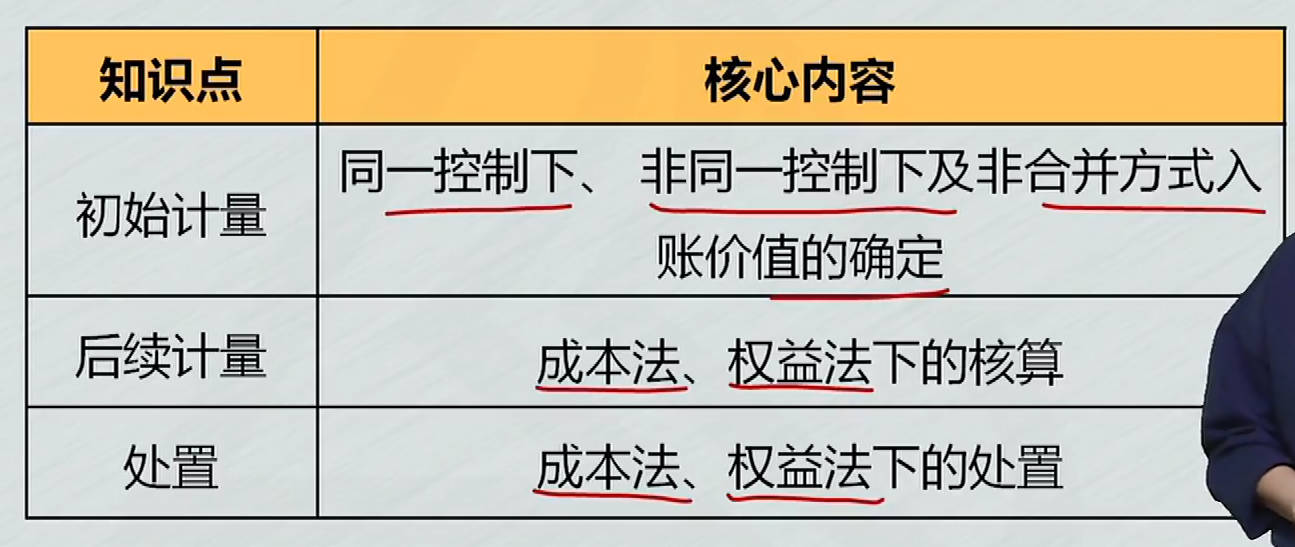 知识点 核心内容
初始计量 同一控制下、 非同一控制下及非合并方式入
账价值的确定
后续计量 成本法、权益法下的核算
处置 成本法、权益法下的处置